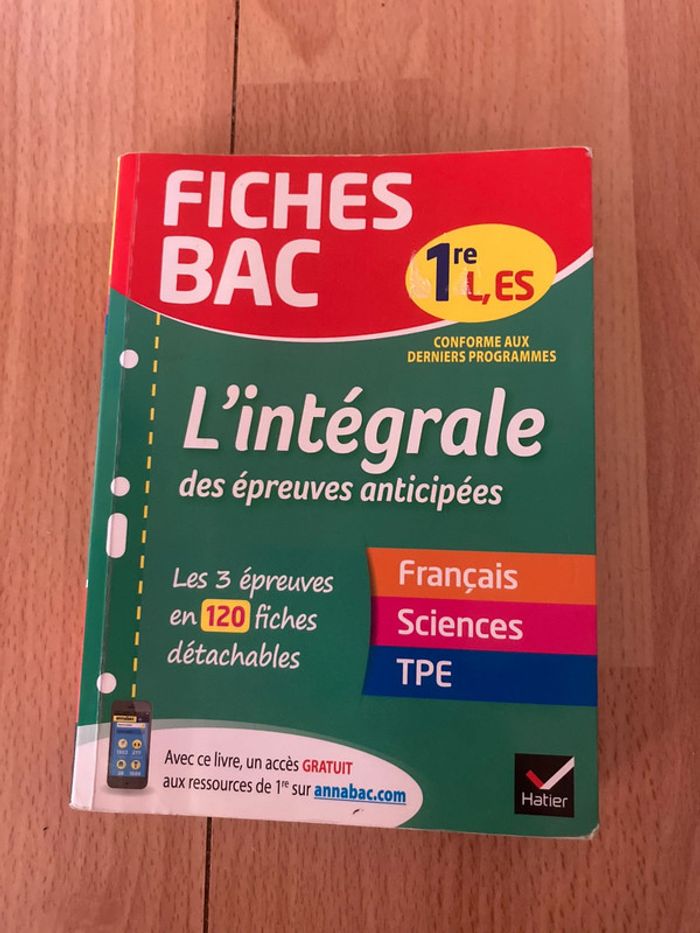 FICHES
BAC
1re
L, ES
CONFORME AUX
DERNIERS PROGRAMMES
L'intégrale
des épreuves anticipées
Les 3 épreuves
en 120 fiches
détachables
Français
Sciences
TPE
annabac
Avec ce livre, un accès GRATUIT
aux ressources de 1re sur annabac.com
Hatier